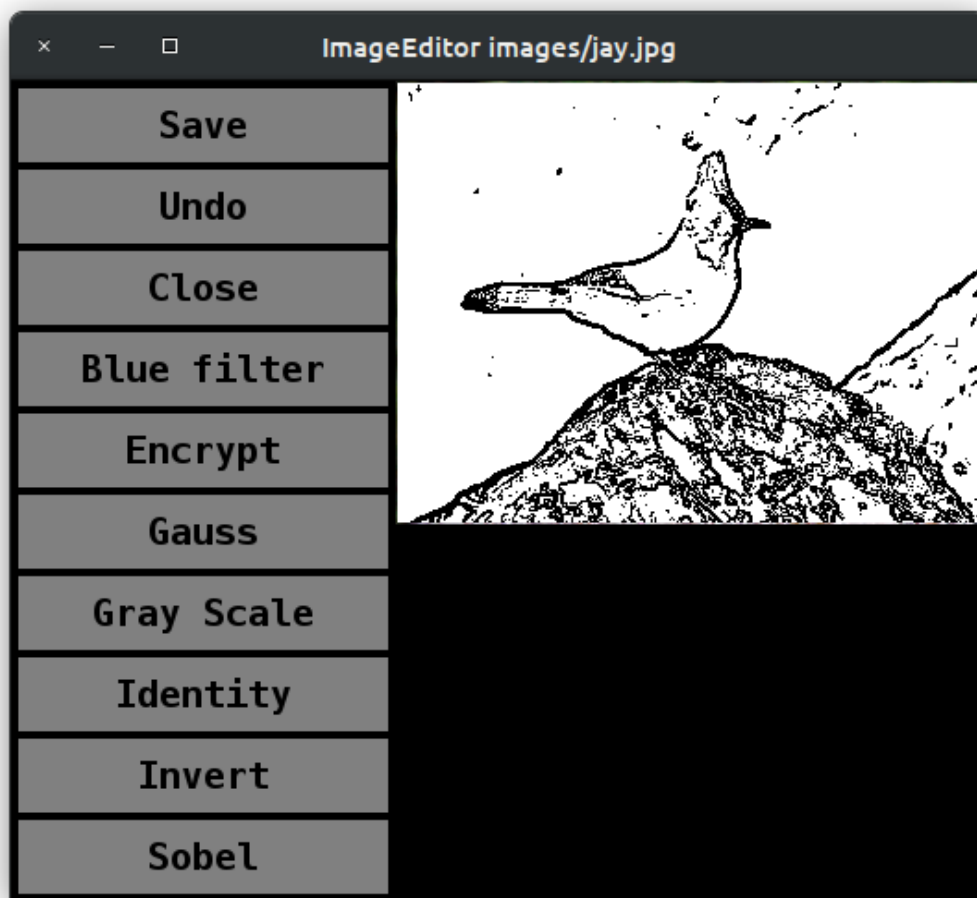 ImageEditor images/jay.jpg
Save
Undo
Close
Blue filter
Encrypt
Gauss
Gray Scale
Identity
Invert
Sobel